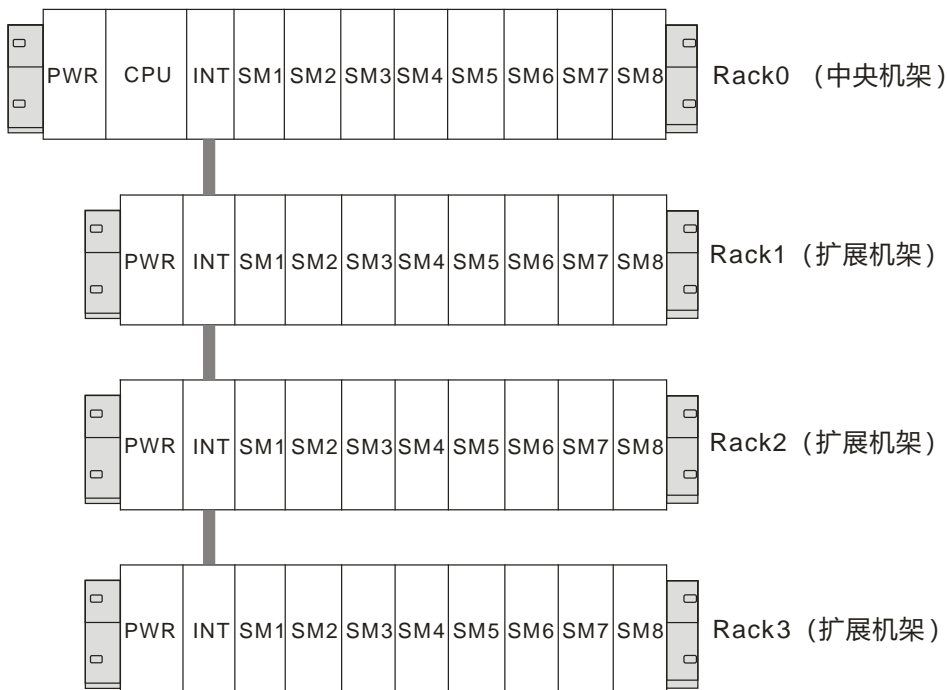 PWR CPU INT SM1 SM2 SM3 SM4 SM5 SM6 SM7 SM8 Rack0 （中央机架）
PWR INT SM1 SM2 SM3 SM4 SM5 SM6 SM7 SM8 Rack1（扩展机架）
PWR INT SM1 SM2 SM3 SM4 SM5 SM6 SM7 SM8 Rack2（扩展机架）
PWR INT SM1 SM2 SM3 SM4 SM5 SM6 SM7 SM8 Rack3（扩展机架）